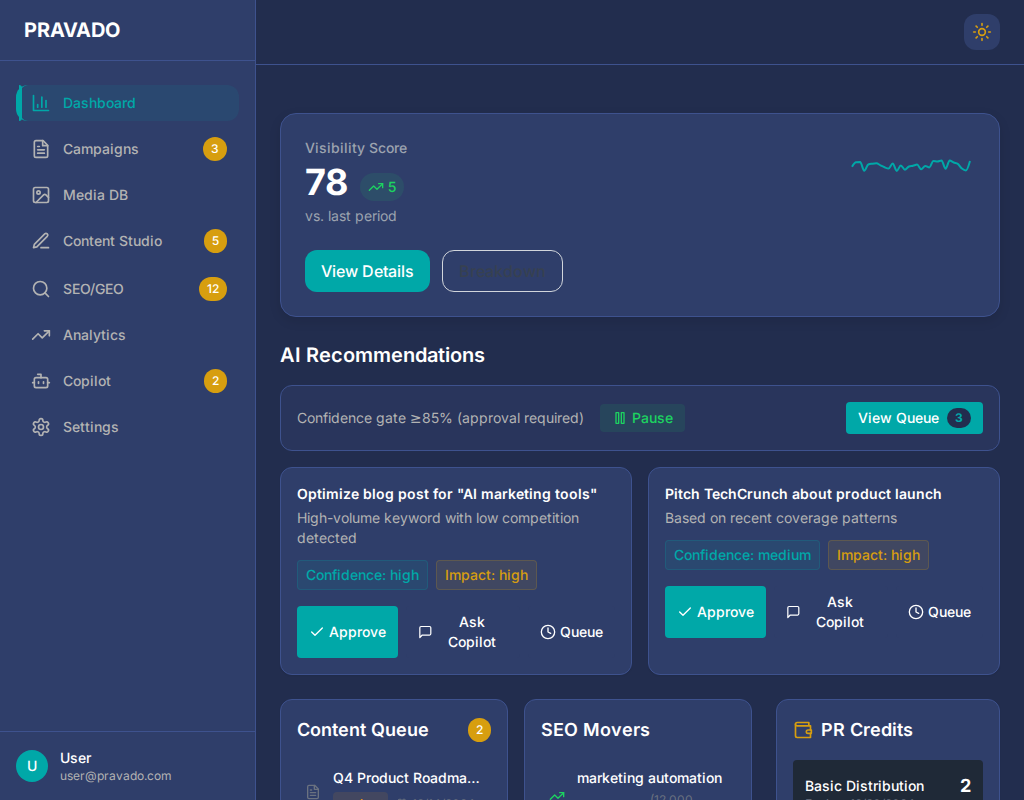 PRAVADO
Dashboard
Campaigns 3
Media DB
Content Studio 5
SEO/GEO 12
Analytics
Copilot 2
Settings
U
User
user@pravado.com
Visibility Score
78 5
vs. last period
View Details
AI Recommendations
Confidence gate ≥85% (approval required) Pause View Queue 3
Optimize blog post for "AI marketing tools"
High-volume keyword with low competition
detected
Confidence: high Impact: high
Approve Ask Copilot Queue
Pitch TechCrunch about product launch
Based on recent coverage patterns
Confidence: medium Impact: high
Approve Ask Copilot Queue
Content Queue 2
Q4 Product Roadma...
SEO Movers
marketing automation
PR Credits
Basic Distribution 2